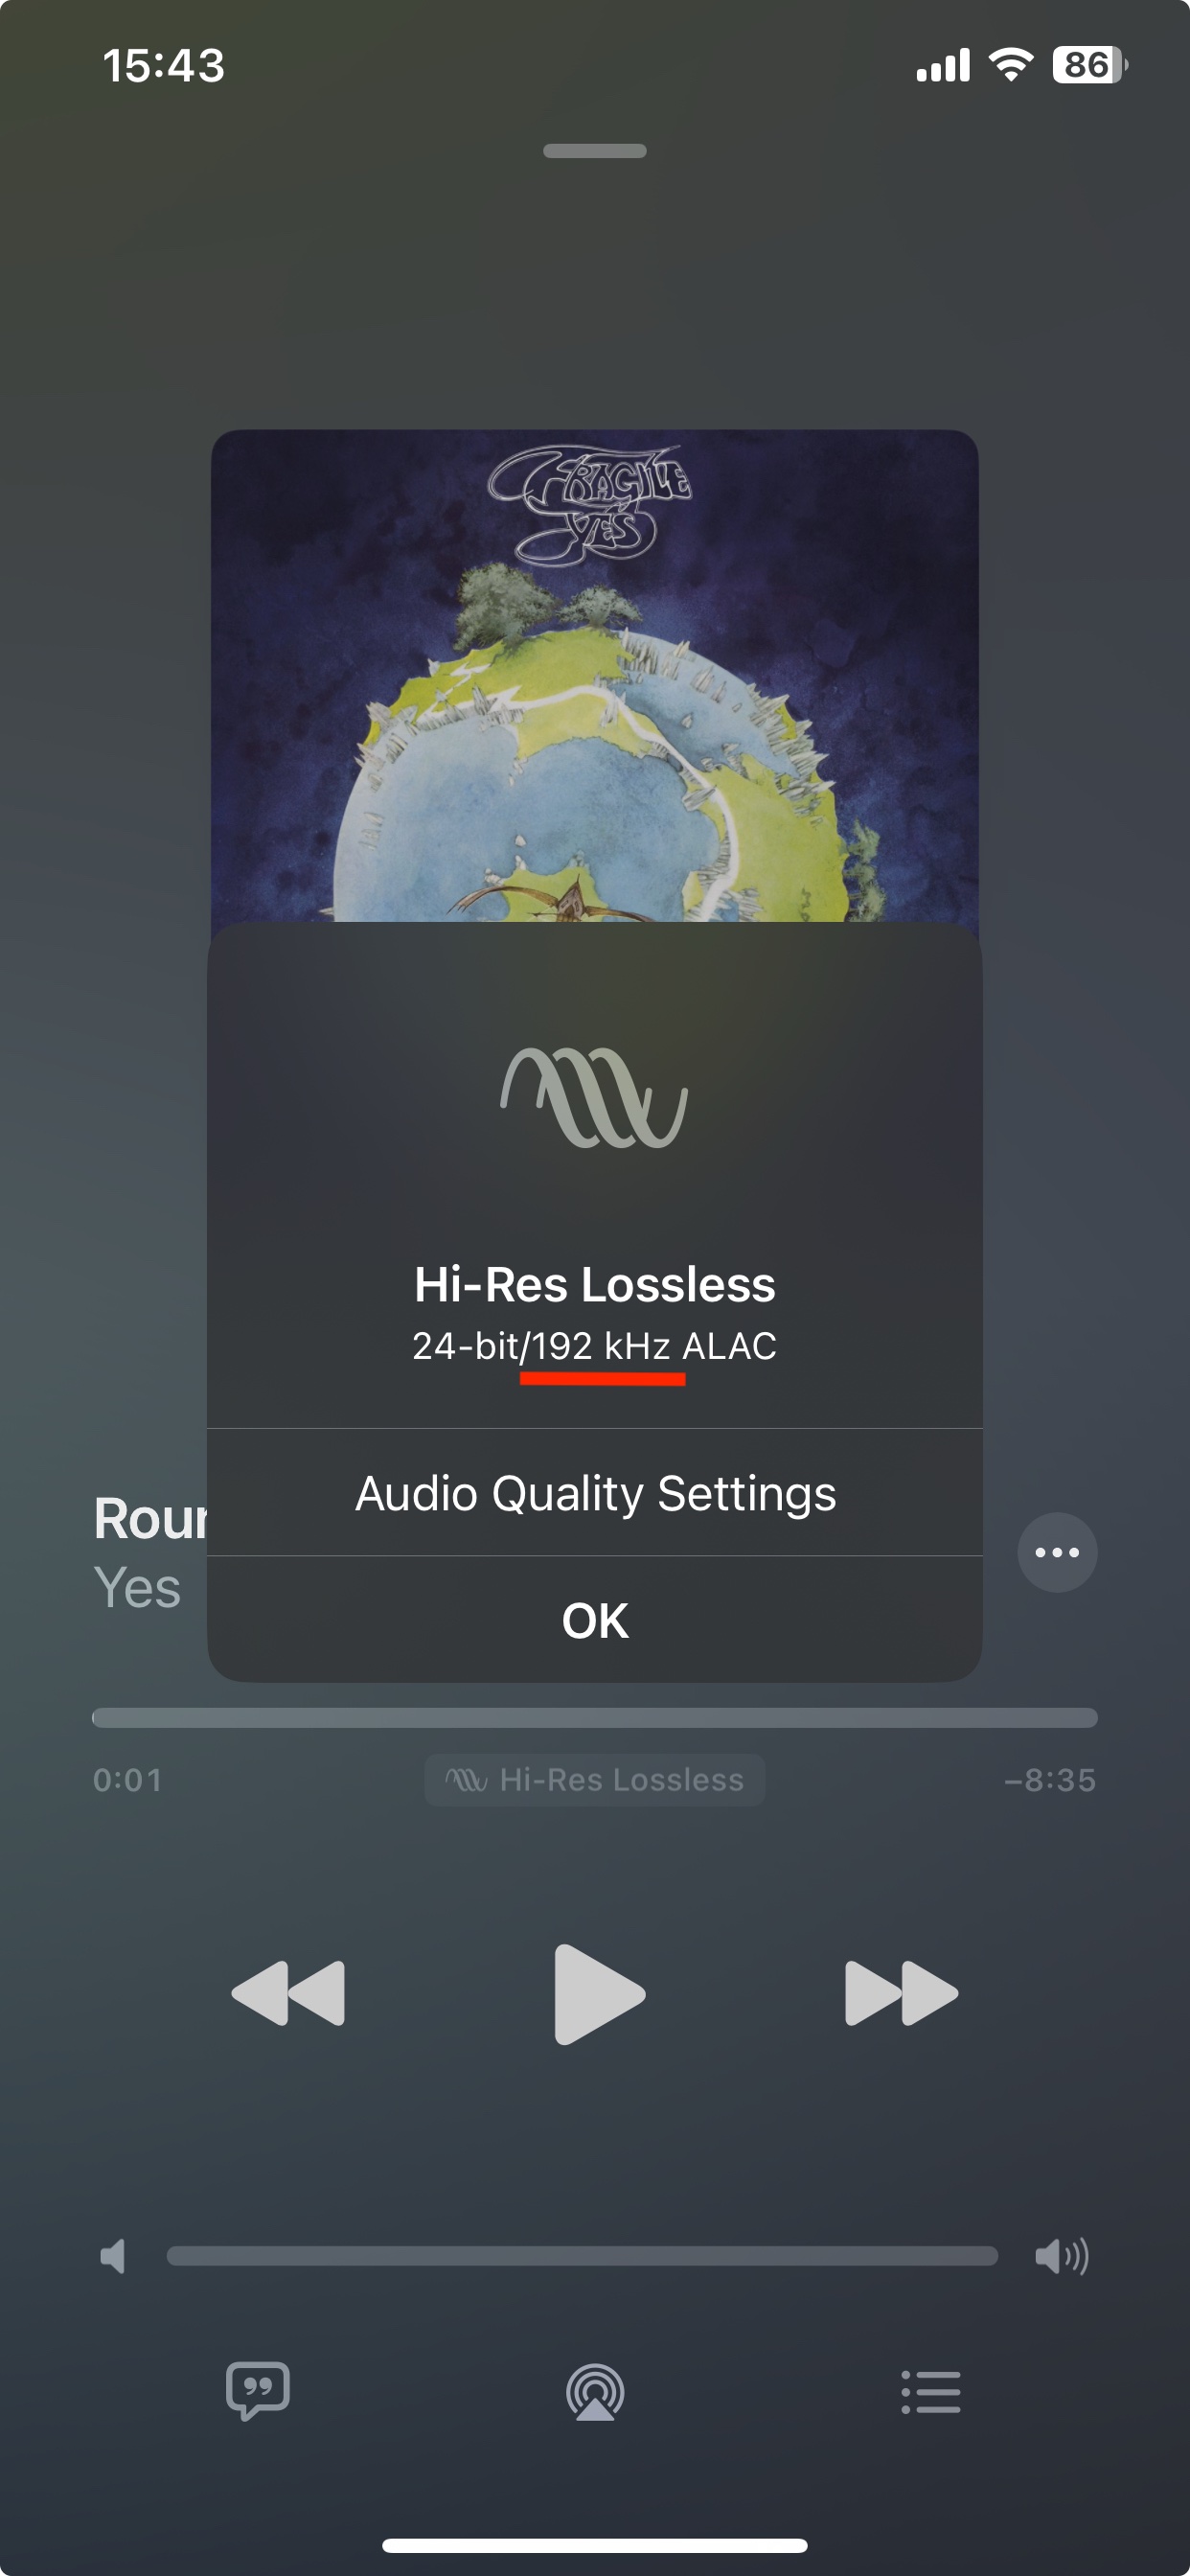 15:43
86
FRAGILE
YES
Hi-Res Lossless
24-bit/192 kHz ALAC
Audio Quality Settings
Yes
OK
0:01
Hi-Res Lossless
–8:35